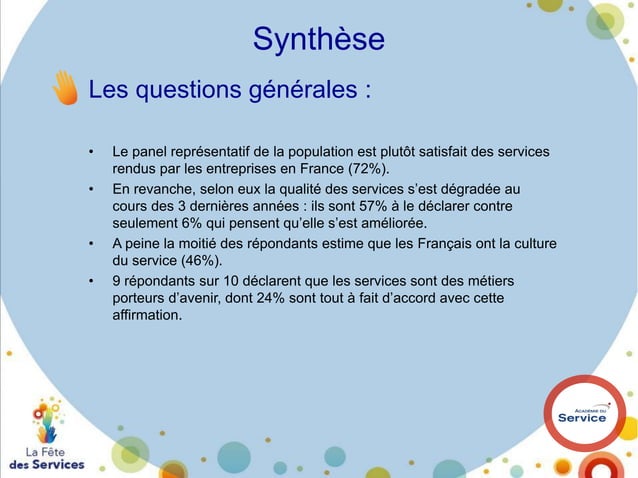 Synthèse
Les questions générales :
• Le panel représentatif de la population est plutôt satisfait des services
rendus par les entreprises en France (72%).
• En revanche, selon eux la qualité des services s’est dégradée au
cours des 3 dernières années : ils sont 57% à le déclarer contre
seulement 6% qui pensent qu’elle s’est améliorée.
• A peine la moitié des répondants estime que les Français ont la culture
du service (46%).
• 9 répondants sur 10 déclarent que les services sont des métiers
porteurs d’avenir, dont 24% sont tout à fait d’accord avec cette
affirmation.
La Fête
des Services
ACADÉMIE DU
Service